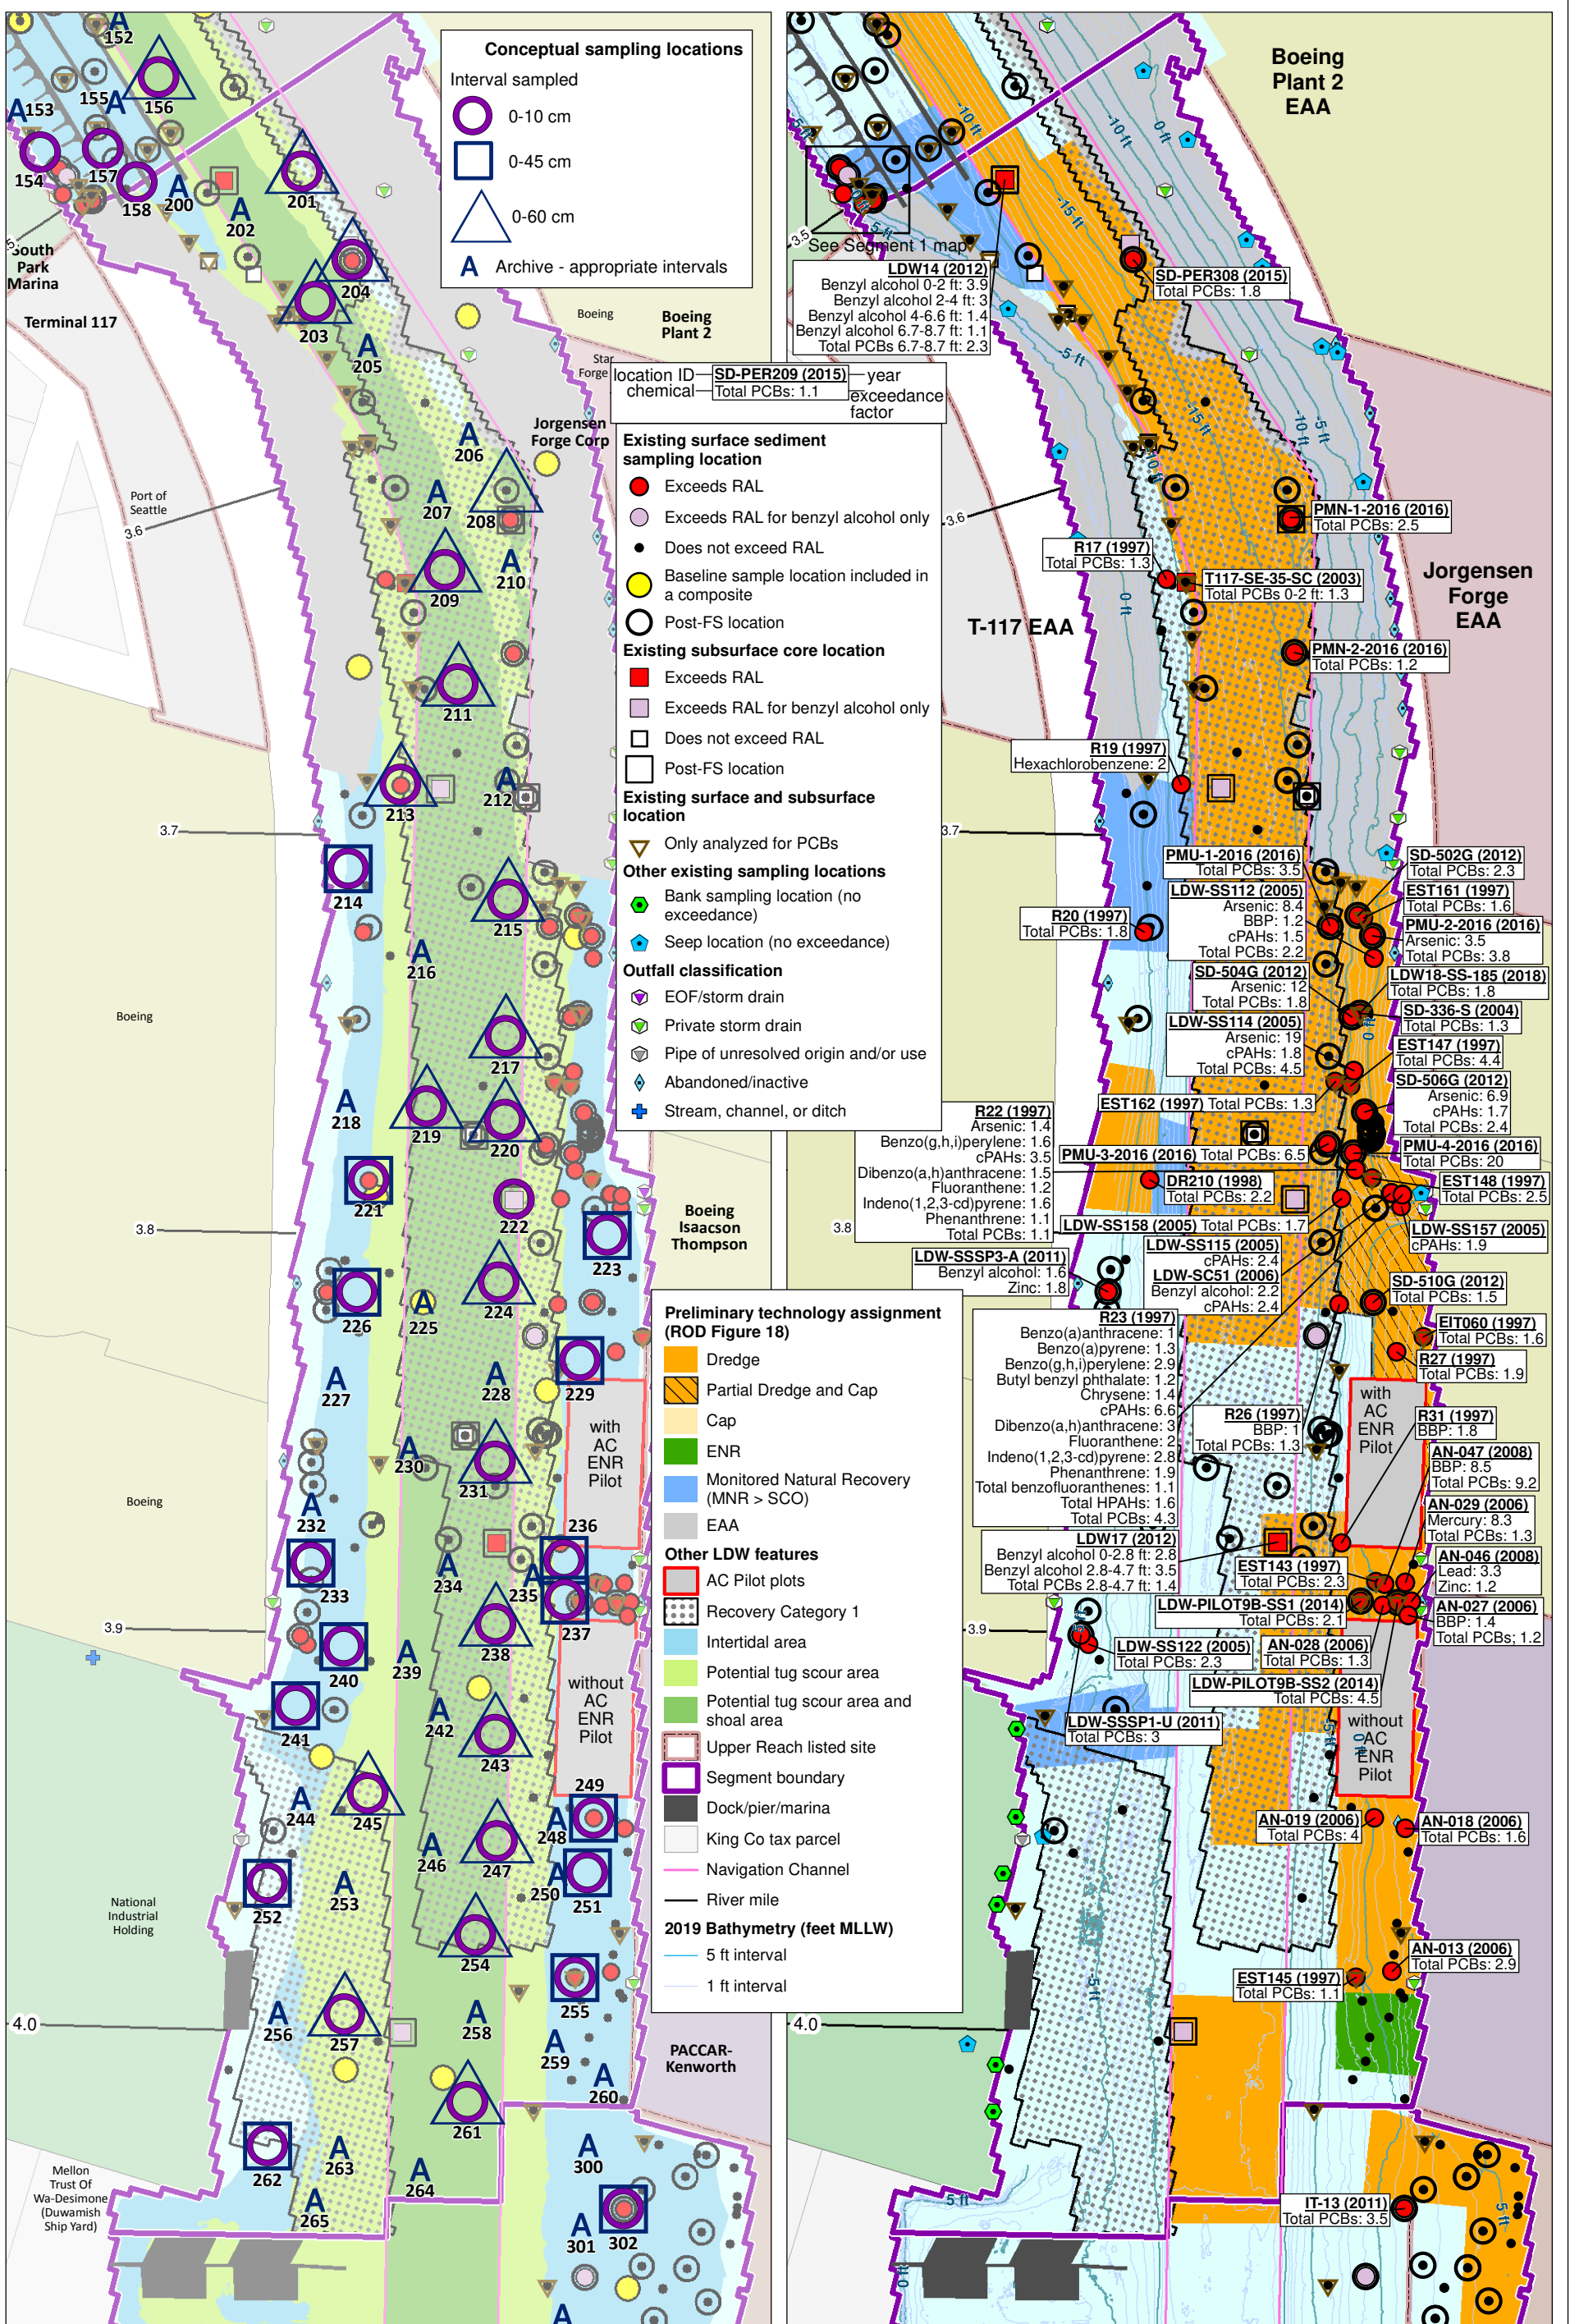 Conceptual sampling locations
Interval sampled
0-10 cm
0-45 cm
0-60 cm
A Archive - appropriate intervals
A
152
155
A
156
A
153
154
157
158
A
200
201
A
202
204
203
A
205
A
206
A
207
208
209
A
210
211
A
212
213
214
215
A
216
217
A
218
219
220
221
222
223
224
A
225
226
A
227
A
228
229
A
230
231
A
232
233
A
234
A
235
236
237
238
A
239
240
241
A
242
243
A
244
245
A
246
247
A
248
249
A
250
251
252
A
253
254
255
A
256
257
A
258
A
259
A
260
261
262
A
263
A
264
A
265
A
300
A
301
302
A
South
Park
Marina
Terminal 117
Port of
Seattle
3.6
3.7
3.8
3.9
4.0
Boeing
Boeing
Plant 2
Star
Forge
Jorgensen
Forge Corp
Boeing
Boeing
Boeing
Isaacson
Thompson
with
AC
ENR
Pilot
without
AC
ENR
Pilot
National
Industrial
Holding
PACCAR-
Kenworth
Mellon
Trust Of
Wa-Desimone
(Duwamish
Ship Yard)
location ID
SD-PER209 (2015)
year
chemical
Total PCBs: 1.1
exceedance
factor
Existing surface sediment
sampling location
Exceeds RAL
Exceeds RAL for benzyl alcohol only
Does not exceed RAL
Baseline sample location included in
a composite
Post-FS location
Existing subsurface core location
Exceeds RAL
Exceeds RAL for benzyl alcohol only
Does not exceed RAL
Post-FS location
Existing surface and subsurface
location
Only analyzed for PCBs
Other existing sampling locations
Bank sampling location (no
exceedance)
Seep location (no exceedance)
Outfall classification
EOF/storm drain
Private storm drain
Pipe of unresolved origin and/or use
Abandoned/inactive
Stream, channel, or ditch
Preliminary technology assignment
(ROD Figure 18)
Dredge
Partial Dredge and Cap
Cap
ENR
Monitored Natural Recovery
(MNR > SCO)
EAA
Other LDW features
AC Pilot plots
Recovery Category 1
Intertidal area
Potential tug scour area
Potential tug scour area and
shoal area
Upper Reach listed site
Segment boundary
Dock/pier/marina
King Co tax parcel
Navigation Channel
River mile
2019 Bathymetry (feet MLLW)
5 ft interval
1 ft interval
Boeing
Plant 2
EAA
-10 ft
-10 ft
0 ft
-15 ft
5 ft
3.5
See Segment 1 map
LDW14 (2012)
Benzyl alcohol 0-2 ft: 3.9
Benzyl alcohol 2-4 ft: 3
Benzyl alcohol 4-6.6 ft: 1.4
Benzyl alcohol 6.7-8.7 ft: 1.1
Total PCBs 6.7-8.7 ft: 2.3
SD-PER308 (2015)
Total PCBs: 1.8
-5 ft
-15 ft
-10 ft
-5 ft
3.6
PMN-1-2016 (2016)
Total PCBs: 2.5
R17 (1997)
Total PCBs: 1.3
T117-SE-35-SC (2003)
Total PCBs 0-2 ft: 1.3
0 ft
Jorgensen
Forge
EAA
T-117 EAA
PMN-2-2016 (2016)
Total PCBs: 1.2
R19 (1997)
Hexachlorobenzene: 2
3.7
PMU-1-2016 (2016)
Total PCBs: 3.5
SD-502G (2012)
Total PCBs: 2.3
LDW-SS112 (2005)
Arsenic: 8.4
BBP: 1.2
cPAHs: 1.5
Total PCBs: 2.2
EST161 (1997)
Total PCBs: 1.6
R20 (1997)
Total PCBs: 1.8
PMU-2-2016 (2016)
Arsenic: 3.5
Total PCBs: 3.8
SD-504G (2012)
Arsenic: 12
Total PCBs: 1.8
LDW18-SS-185 (2018)
Total PCBs: 1.8
SD-336-S (2004)
Total PCBs: 1.3
LDW-SS114 (2005)
Arsenic: 19
cPAHs: 1.8
Total PCBs: 4.5
EST147 (1997)
Total PCBs: 4.4
SD-506G (2012)
Arsenic: 6.9
cPAHs: 1.7
Total PCBs: 2.4
EST162 (1997) Total PCBs: 1.3
R22 (1997)
Arsenic: 1.4
Benzo(g,h,i)perylene: 1.6
cPAHs: 3.5
Dibenzo(a,h)anthracene: 1.5
Fluoranthene: 1.2
Indeno(1,2,3-cd)pyrene: 1.6
Phenanthrene: 1.1
Total PCBs: 1.1
PMU-3-2016 (2016) Total PCBs: 6.5
PMU-4-2016 (2016)
Total PCBs: 20
DR210 (1998)
Total PCBs: 2.2
EST148 (1997)
Total PCBs: 2.5
3.8
LDW-SS158 (2005) Total PCBs: 1.7
LDW-SS157 (2005)
cPAHs: 1.9
LDW-SSSP3-A (2011)
Benzyl alcohol: 1.6
Zinc: 1.8
LDW-SS115 (2005)
cPAHs: 2.4
LDW-SC51 (2006)
Benzyl alcohol: 2.2
cPAHs: 2.4
SD-510G (2012)
Total PCBs: 1.5
R23 (1997)
Benzo(a)anthracene: 1
Benzo(a)pyrene: 1.3
Benzo(g,h,i)perylene: 2.9
Butyl benzyl phthalate: 1.2
Chrysene: 1.4
cPAHs: 6.6
Dibenzo(a,h)anthracene: 3
Fluoranthene: 2
Indeno(1,2,3-cd)pyrene: 2.8
Phenanthrene: 1.9
Total benzofluoranthenes: 1.1
Total HPAHs: 1.6
Total PCBs: 4.3
EIT060 (1997)
Total PCBs: 1.6
R27 (1997)
Total PCBs: 1.9
with
AC
ENR
Pilot
R26 (1997)
BBP: 1
Total PCBs: 1.3
R31 (1997)
BBP: 1.8
AN-047 (2008)
BBP: 8.5
Total PCBs: 9.2
AN-029 (2006)
Mercury: 8.3
Total PCBs: 1.3
LDW17 (2012)
Benzyl alcohol 0-2.8 ft: 2.8
Benzyl alcohol 2.8-4.7 ft: 3.5
Total PCBs 2.8-4.7 ft: 1.4
EST143 (1997)
Total PCBs: 2.3
AN-046 (2008)
Lead: 3.3
Zinc: 1.2
LDW-PILOT9B-SS1 (2014)
Total PCBs: 2.1
AN-027 (2006)
BBP: 1.4
Total PCBs; 1.2
3.9
LDW-SS122 (2005)
Total PCBs: 2.3
AN-028 (2006)
Total PCBs: 1.3
LDW-PILOT9B-SS2 (2014)
Total PCBs: 4.5
LDW-SSSP1-U (2011)
Total PCBs: 3
without
AC
ENR
Pilot
0 ft
AN-019 (2006)
Total PCBs: 4
AN-018 (2006)
Total PCBs: 1.6
-5 ft
AN-013 (2006)
Total PCBs: 2.9
EST145 (1997)
Total PCBs: 1.1
4.0
5 ft
IT-13 (2011)
Total PCBs: 3.5
5 ft
0 ft